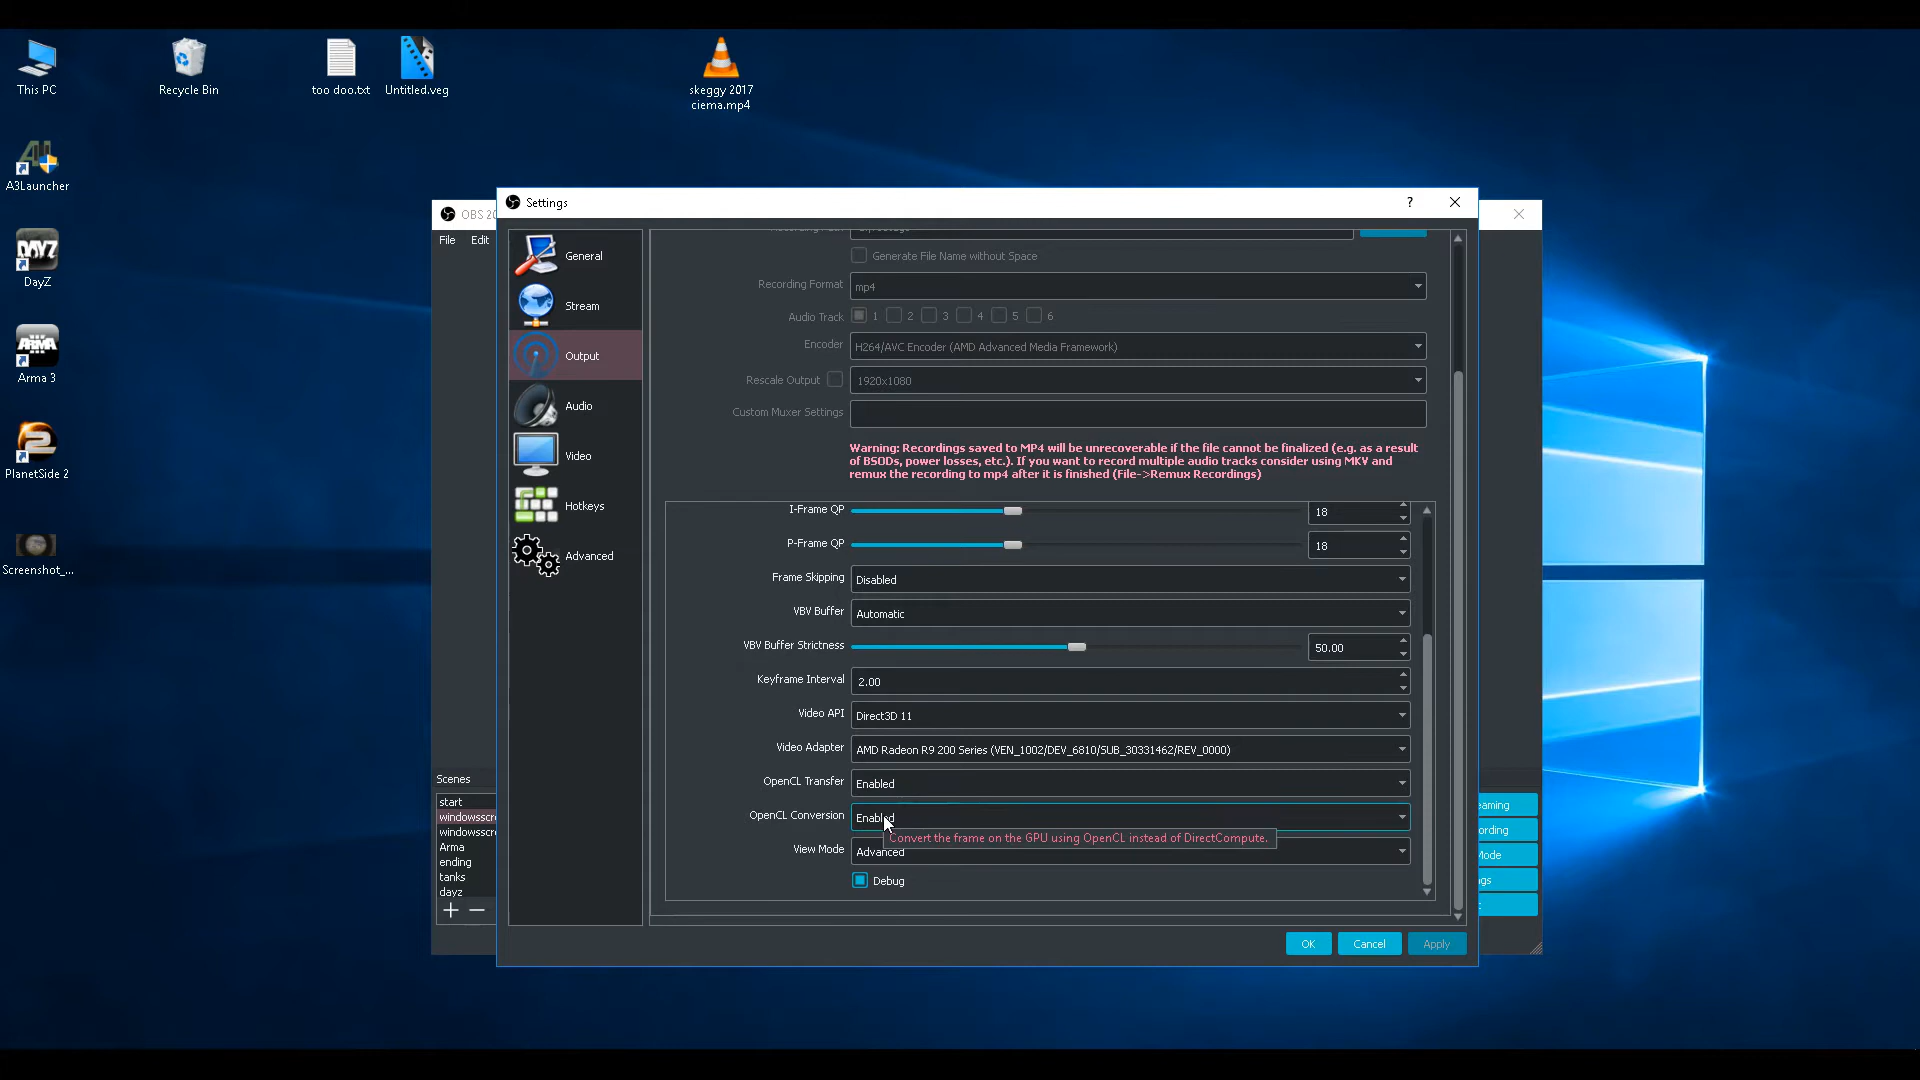 This PC
Recycle Bin
too doo.txt
Untitled.veg
skeggy 2017
ciema.mp4
A3Launcher
DayZ
Arma 3
PlanetSide 2
Screenshot_...
OBS 20
File Edit
Settings
?
General
Stream
Output
Audio
Video
Hotkeys
Advanced
Generate File Name without Space
Recording Format mp4
Audio Track 1 2 3 4 5 6
Encoder H264/AVC Encoder (AMD Advanced Media Framework)
Rescale Output 1920x1080
Custom Muxer Settings
Warning: Recordings saved to MP4 will be unrecoverable if the file cannot be finalized (e.g. as a result
of BSODs, power losses, etc.). If you want to record multiple audio tracks consider using MKV and
remux the recording to mp4 after it is finished (File->Remux Recordings)
I-Frame QP 18
P-Frame QP 18
Frame Skipping Disabled
VBV Buffer Automatic
VBV Buffer Strictness 50.00
Keyframe Interval 2.00
Video API Direct3D 11
Video Adapter AMD Radeon R9 200 Series (VEN_1002/DEV_6810/SUB_30331462/REV_0000)
OpenCL Transfer Enabled
OpenCL Conversion Enabled
Convert the frame on the GPU using OpenCL instead of DirectCompute.
View Mode Advanced
Debug
OK Cancel Apply
Scenes
start
windowsscre
windowsscre
Arma
ending
tanks
dayz
eaming
ording
Mode
gs